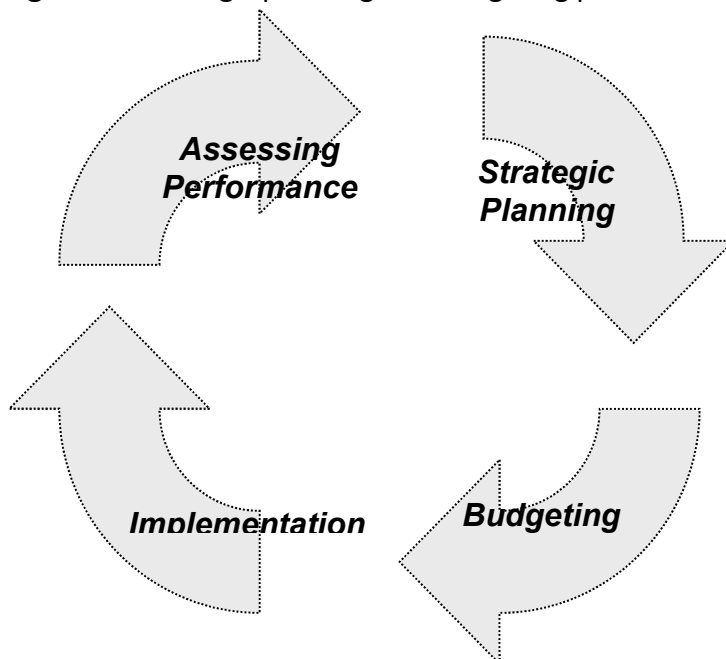 Assessing
Performance
Strategic
Planning
Implementation
Budgeting